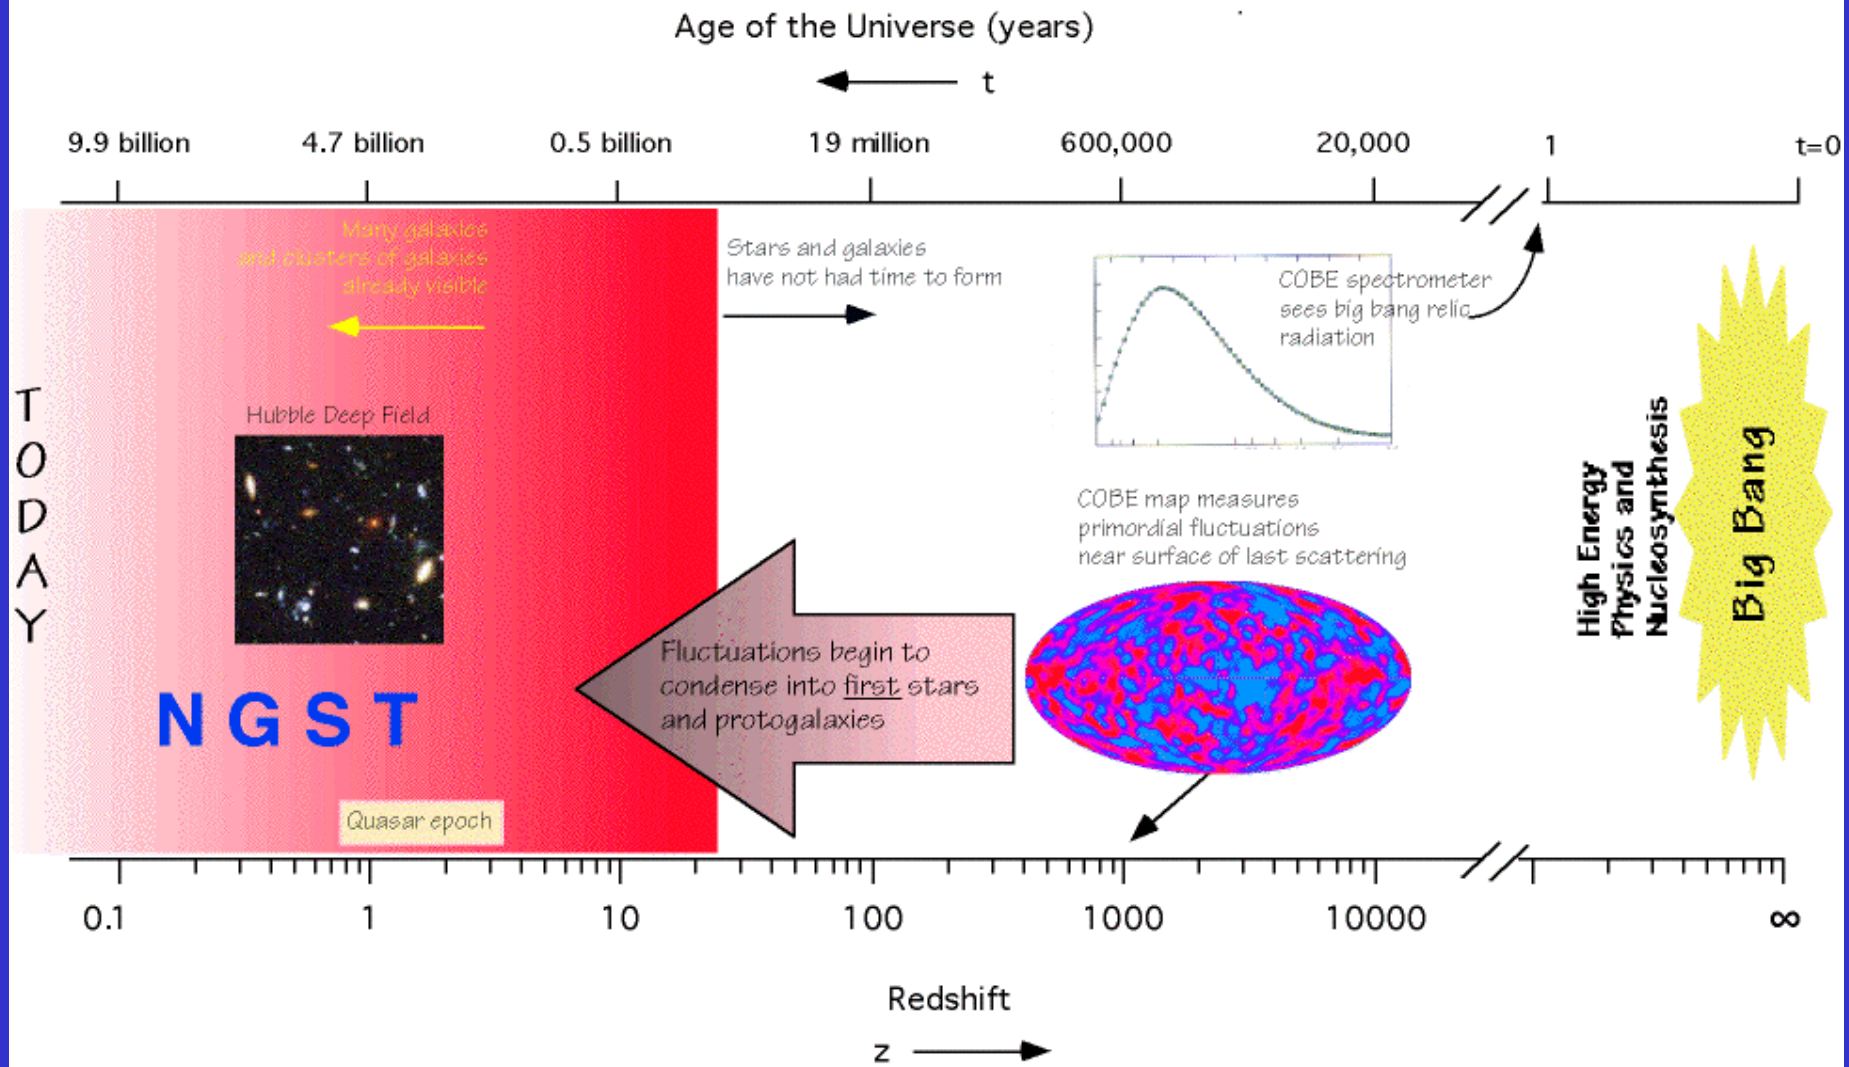 Age of the Universe (years)
t
9.9 billion 4.7 billion 0.5 billion 19 million 600,000 20,000 1 t=0
Many galaxies
and clusters of galaxies
already visible
Stars and galaxies
have not had time to form
COBE spectrometer
sees big bang relic
radiation
TODAY
Hubble Deep Field
COBE map measures
primordial fluctuations
near surface of last scattering
High Energy
Physics and
Nucleosynthesis
Big Bang
Fluctuations begin to
condense into first stars
and protogalaxies
NGST
Quasar epoch
0.1 1 10 100 1000 10000 ∞
Redshift
z